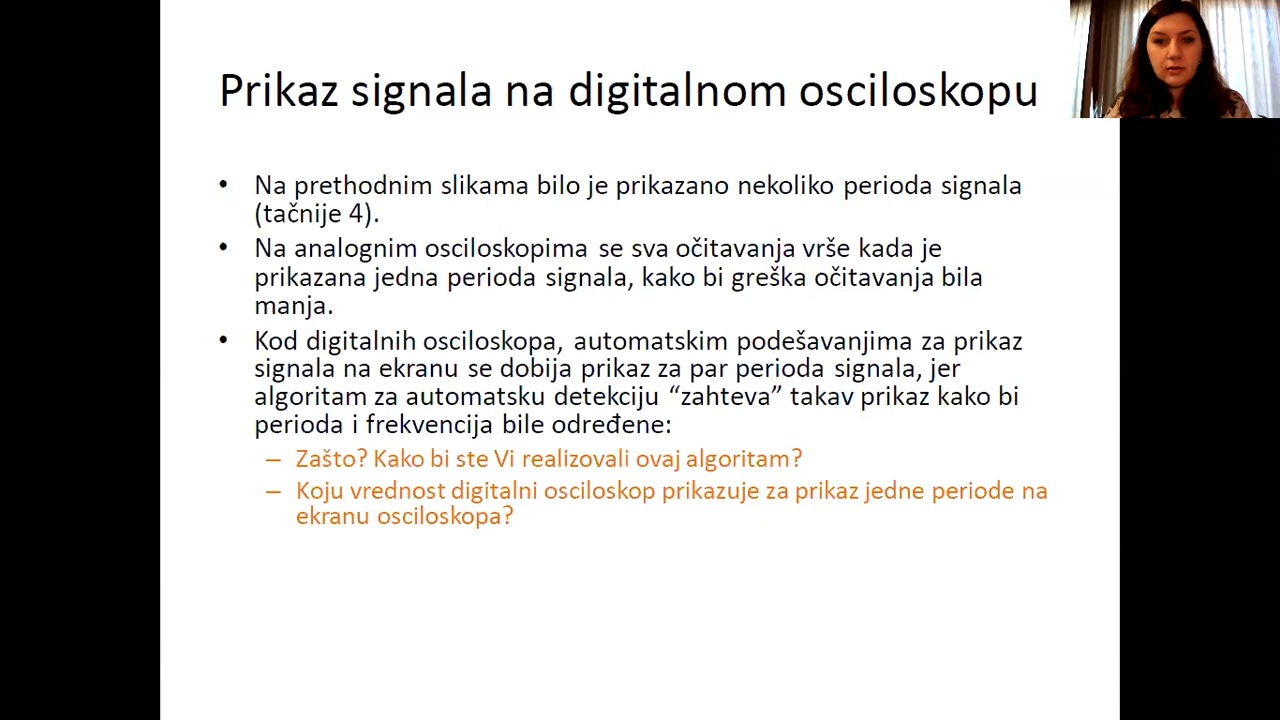 Prikaz signala na digitalnom osciloskopu
• Na prethodnim slikama bilo je prikazano nekoliko perioda signala
(tačnije 4).
• Na analognim osciloskopima se sva očitavanja vrše kada je
prikazana jedna perioda signala, kako bi greška očitavanja bila
manja.
• Kod digitalnih osciloskopa, automatskim podešavanjima za prikaz
signala na ekranu se dobija prikaz za par perioda signala, jer
algoritam za automatsku detekciju “zahteva” takav prikaz kako bi
perioda i frekvencija bile određene:
– Zašto? Kako bi ste Vi realizovali ovaj algoritam?
– Koju vrednost digitalni osciloskop prikazuje za prikaz jedne periode na
ekranu osciloskopa?